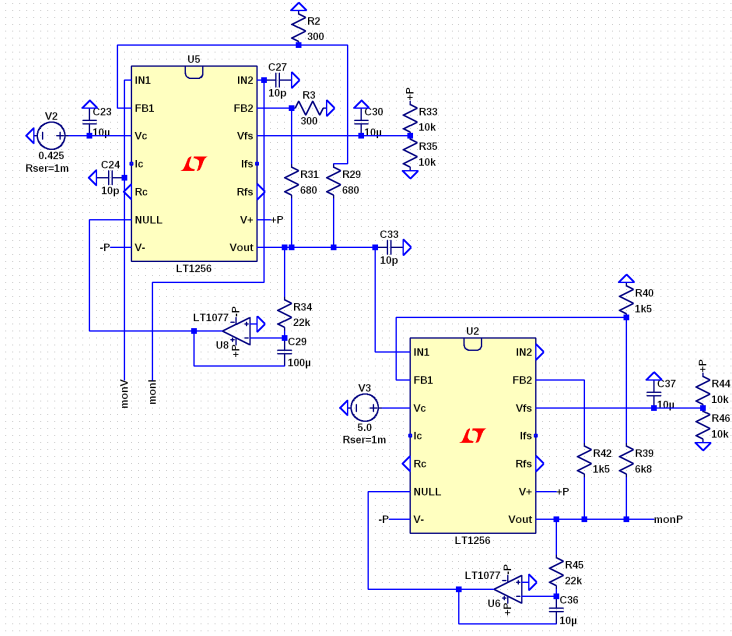 R2
300
U5
IN1
IN2
C27
10p
FB1
FB2
R3
300
C23
10µ
C30
10µ
+P
R33
10k
V2
0.425
Rser=1m
Vc
Vfs
R35
10k
C24
10p
Ic
Ifs
Rc
Rfs
R31
680
R29
680
NULL
V+
+P
-P
V-
Vout
C33
10p
LT1256
LT1077
U8
-P
+P
R34
22k
C29
100µ
monV
monI
R40
1k5
U2
IN1
IN2
FB1
FB2
V3
5.0
Rser=1m
Vc
Vfs
C37
10µ
+P
R44
10k
R46
10k
Ic
Ifs
Rc
Rfs
R42
1k5
R39
6k8
NULL
V+
+P
-P
V-
Vout
monP
LT1256
LT1077
U6
-P
+P
R45
22k
C36
10µ